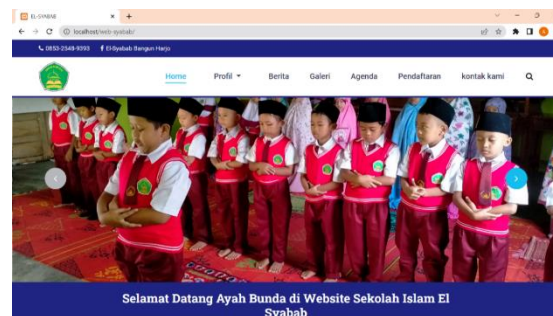 EL-SYABAB
localhost/web-syabab/
0853-2348-9393 El-Syabab Bangun Harjo
Home Profil Berita Galeri Agenda Pendaftaran kontak kami
Selamat Datang Ayah Bunda di Website Sekolah Islam El
Syabab